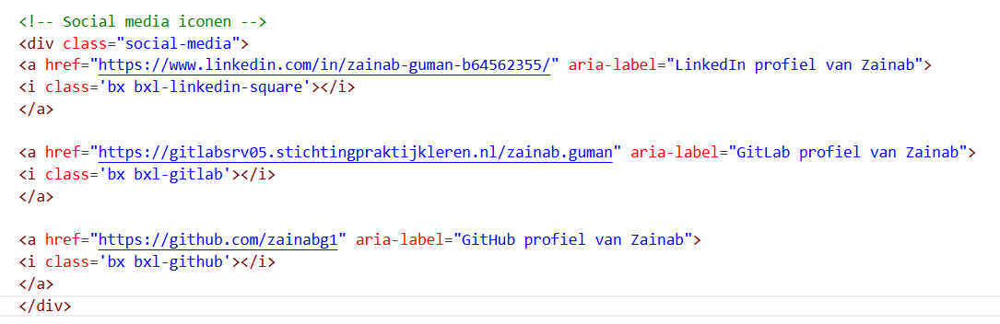 <!-- Social media iconen -->
<div class="social-media">
<a href="https://www.linkedin.com/in/zainab-guman-b64562355/" aria-label="LinkedIn profiel van Zainab">
<i class='bx bxl-linkedin-square'></i>
</a>
<a href="https://gitlabsrv05.stichtingpraktijkleren.nl/zainab.guman" aria-label="GitLab profiel van Zainab">
<i class='bx bxl-gitlab'></i>
</a>
<a href="https://github.com/zainabg1" aria-label="GitHub profiel van Zainab">
<i class='bx bxl-github'></i>
</a>
</div>